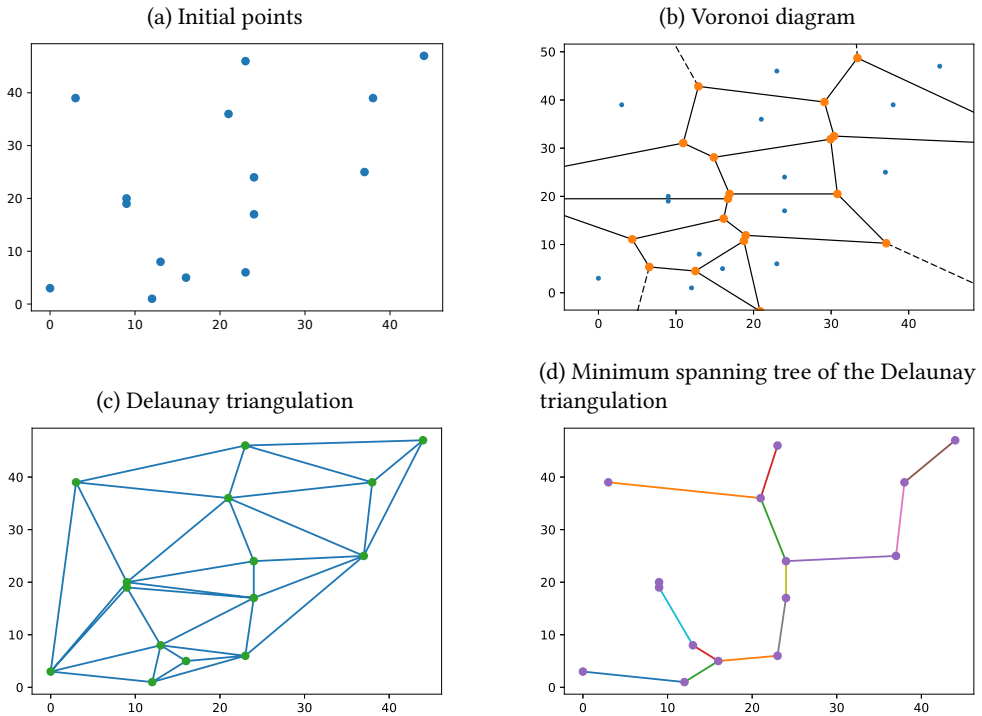 (a) Initial points
(b) Voronoi diagram
40
30
20
10
0
0 10 20 30 40
50
40
30
20
10
0
0 10 20 30 40
(c) Delaunay triangulation
(d) Minimum spanning tree of the Delaunay
triangulation
40
30
20
10
0
0 10 20 30 40
40
30
20
10
0
0 10 20 30 40